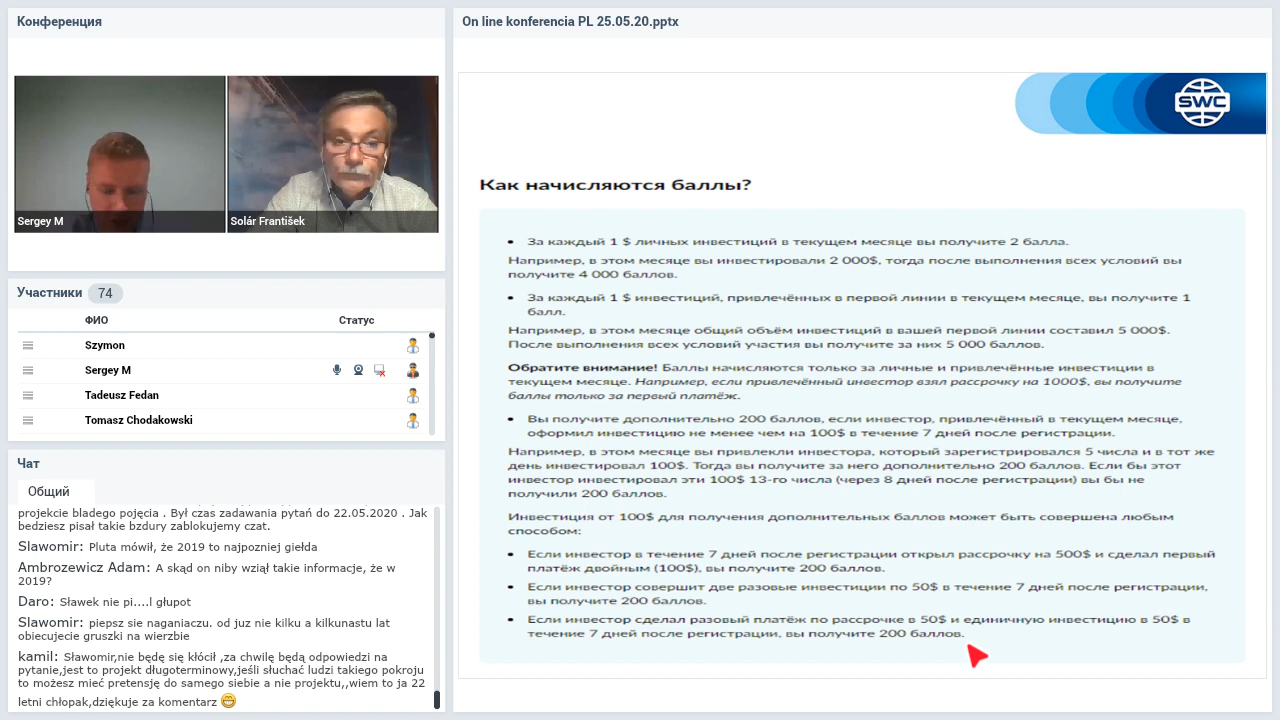 Конференция
Sergey M
Solár František
Участники 74
ФИО Статус
Szymon
Sergey M
Tadeusz Fedan
Tomasz Chodakowski
Чат
Общий
projekcie bladego pojęcia . Był czas zadawania pytań do 22.05.2020 . Jak
bedziesz pisał takie bzdury zablokujemy czat.
Slawomir: Pluta mówił, że 2019 to najpozniej giełda
Ambrozewicz Adam: A skąd on niby wziął takie informacje, że w
2019?
Daro: Sławek nie pi....l głupot
Slawomir: piepsz sie naganiaczu. od juz nie kilku a kilkunastu lat
obiecujecie gruszki na wierzbie
kamil: Sławomir,nie będę się kłócił ,za chwilę będą odpowiedzi na
pytanie,jest to projekt długoterminowy,jeśli słuchać ludzi takiego pokroju
to możesz mieć pretensję do samego siebie a nie projektu,,wiem to ja 22
letni chłopak,dziękuje za komentarz
On line konferencia PL 25.05.20.pptx
SWC
Как начисляются баллы?
• За каждый 1 $ личных инвестиций в текущем месяце вы получите 2 балла.
Например, в этом месяце вы инвестировали 2 000$, тогда после выполнения всех условий вы
получите 4 000 баллов.
• За каждый 1 $ инвестиций, привлечённых в первой линии в текущем месяце, вы получите 1
балл.
Например, в этом месяце общий объём инвестиций в вашей первой линии составил 5 000$.
После выполнения всех условий участия вы получите за них 5 000 баллов.
Обратите внимание! Баллы начисляются только за личные и привлечённые инвестиции в
текущем месяце. Например, если привлечённый инвестор взял рассрочку на 1000$, вы получите
баллы только за первый платёж.
• Вы получите дополнительно 200 баллов, если инвестор, привлечённый в текущем месяце,
оформил инвестицию не менее чем на 100$ в течение 7 дней после регистрации.
Например, в этом месяце вы привлекли инвестора, который зарегистрировался 5 числа и в тот же
день инвестировал 100$. Тогда вы получите за него дополнительно 200 баллов. Если бы этот
инвестор инвестировал эти 100$ 13-го числа (через 8 дней после регистрации) вы бы не
получили 200 баллов.
Инвестиция от 100$ для получения дополнительных баллов может быть совершена любым
способом:
• Если инвестор в течение 7 дней после регистрации открыл рассрочку на 500$ и сделал первый
платёж двойным (100$), вы получите 200 баллов.
• Если инвестор совершит две разовые инвестиции по 50$ в течение 7 дней после регистрации,
вы получите 200 баллов.
• Если инвестор сделал разовый платёж по рассрочке в 50$ и единичную инвестицию в 50$ в
течение 7 дней после регистрации, вы получите 200 баллов.